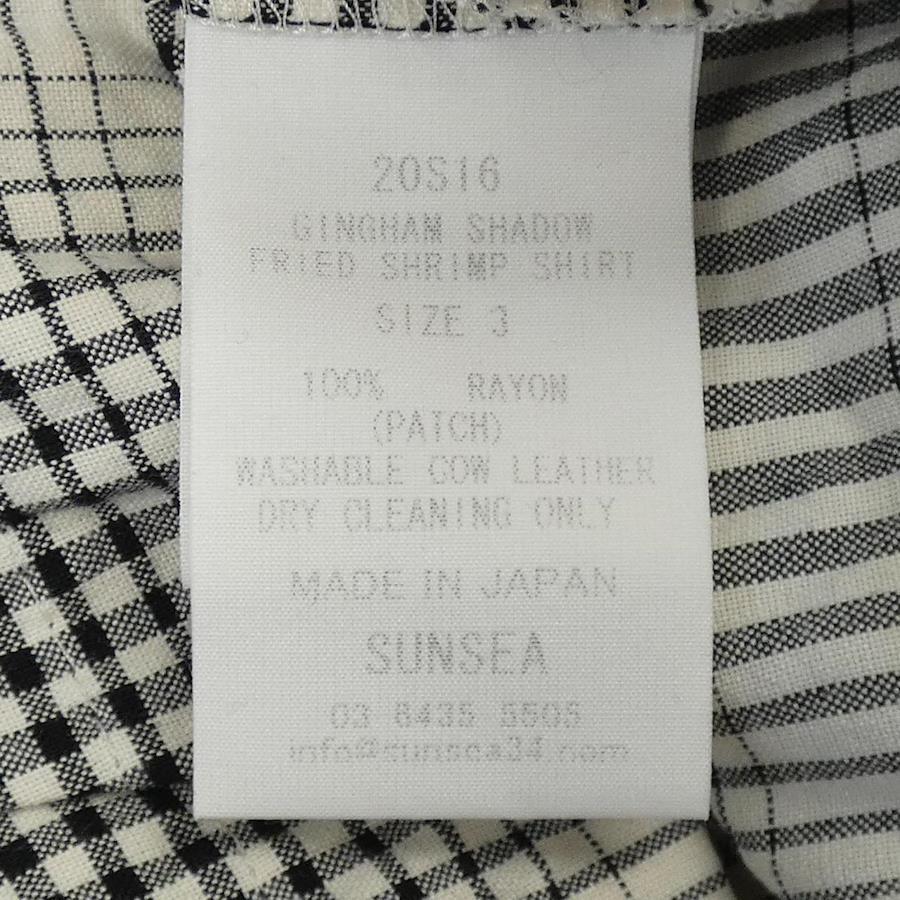 20S16
GINGHAM SHADOW
FRIED SHRIMP SHIRT
SIZE 3
100% RAYON
(PATCH)
WASHABLE COW LEATHER
DRY CLEANING ONLY
MADE IN JAPAN
SUNSEA
03 6435 5505
info@sunsea34.com